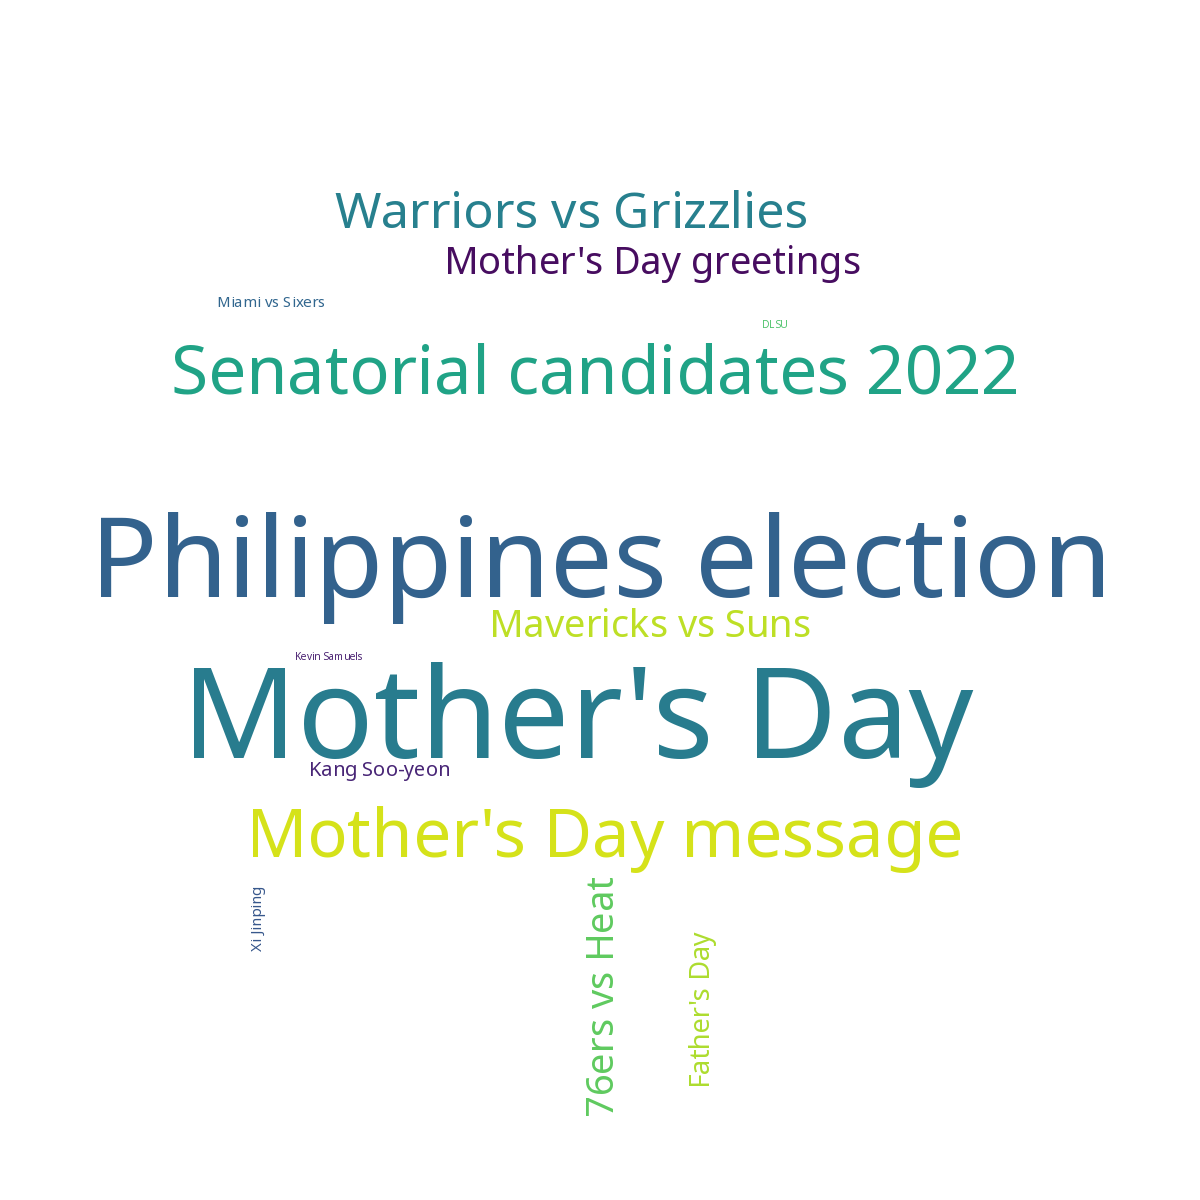 Warriors vs Grizzlies
Mother's Day greetings
Miami vs Sixers
DLSU
Senatorial candidates 2022
Philippines election
Mavericks vs Suns
Kevin Samuels
Mother's Day
Kang Soo-yeon
Mother's Day message
Xi Jinping
76ers vs Heat
Father's Day